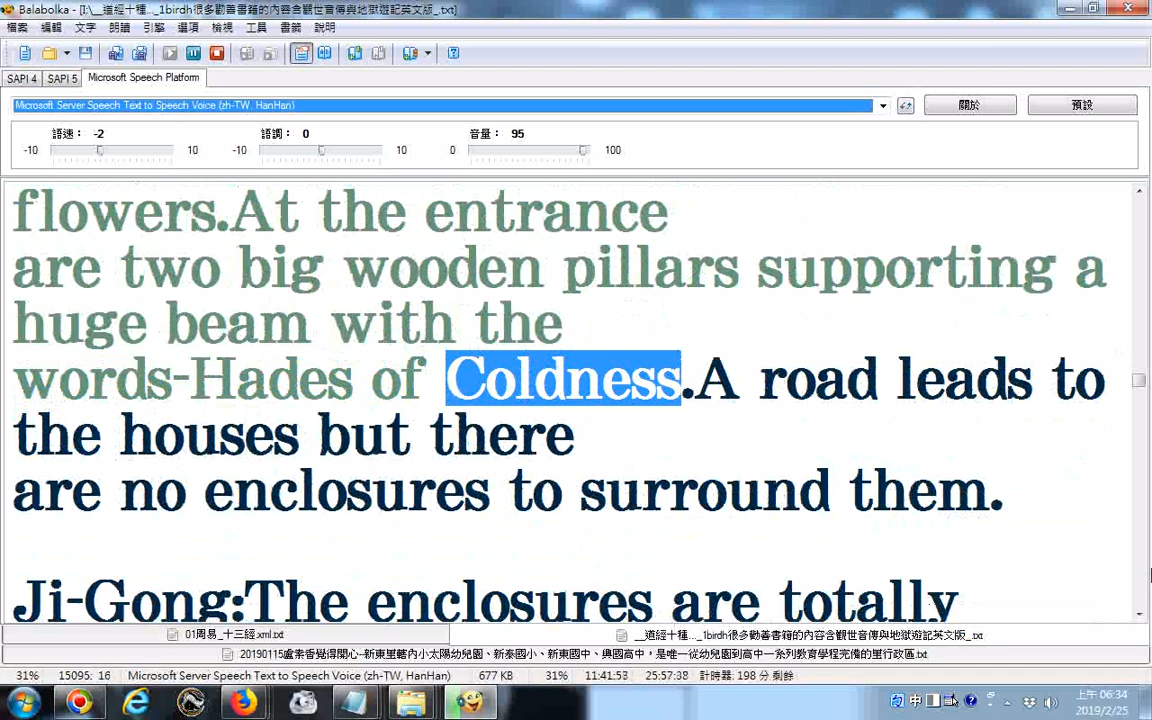 Balabolka - [I:\__道經十種..._1birdh很多勸善書籍的內容含觀世音傳與地獄遊記英文版_.txt]
檔案 編輯 文字 朗讀 引擎 選項 檢視 工具 書籤 說明
SAPI 4 SAPI 5 Microsoft Speech Platform
Microsoft Server Speech Text to Speech Voice (zh-TW, HanHan) 關於 預設
語速： -2 語調： 0 音量： 95
-10 10 -10 10 0 100
flowers.At the entrance
are two big wooden pillars supporting a
huge beam with the
words-Hades of Coldness.A road leads to
the houses but there
are no enclosures to surround them.
Ji-Gong:The enclosures are totally
01周易_十三經.xml.txt __道經十種..._1birdh很多勸善書籍的內容含觀世音傳與地獄遊記英文版_.txt
20190115盧素香覺得開心--新東里轄內小太陽幼兒園、新泰國小、新東國中、興國高中，是唯一從幼兒園到高中一系列教育學程完備的里行政區.txt
31% 15095: 16 Microsoft Server Speech Text to Speech Voice (zh-TW, HanHan) 677 KB 31% 11:41:53 25:57:38 計時器: 198 分 剩餘
中 上午 06:34
2019/2/25